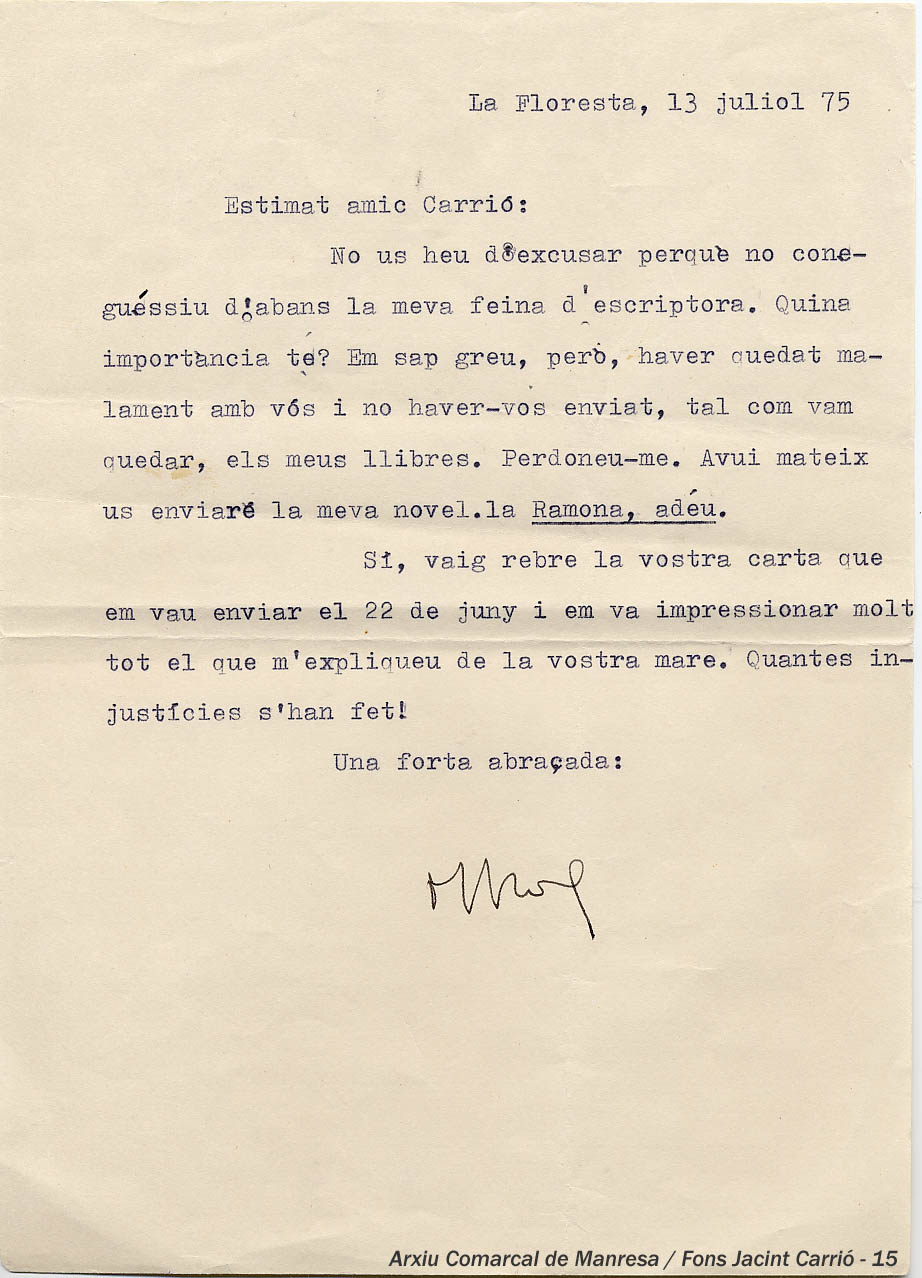 La Floresta, 13 juliol 75
Estimat amic Carrió:
No us heu d'excusar perquè no cone-
guéssiu d'abans la meva feina d'escriptora. Quina
importància té? Em sap greu, però, haver quedat ma-
lament amb vós i no haver-vos enviat, tal com vam
quedar, els meus llibres. Perdoneu-me. Avui mateix
us enviaré la meva novel.la Ramona, adéu.
Sí, vaig rebre la vostra carta que
em vau enviar el 22 de juny i em va impressionar molt
tot el que m'expliqueu de la vostra mare. Quantes in-
justícies s'han fet!
Una forta abraçada:
Arxiu Comarcal de Manresa / Fons Jacint Carrió - 15